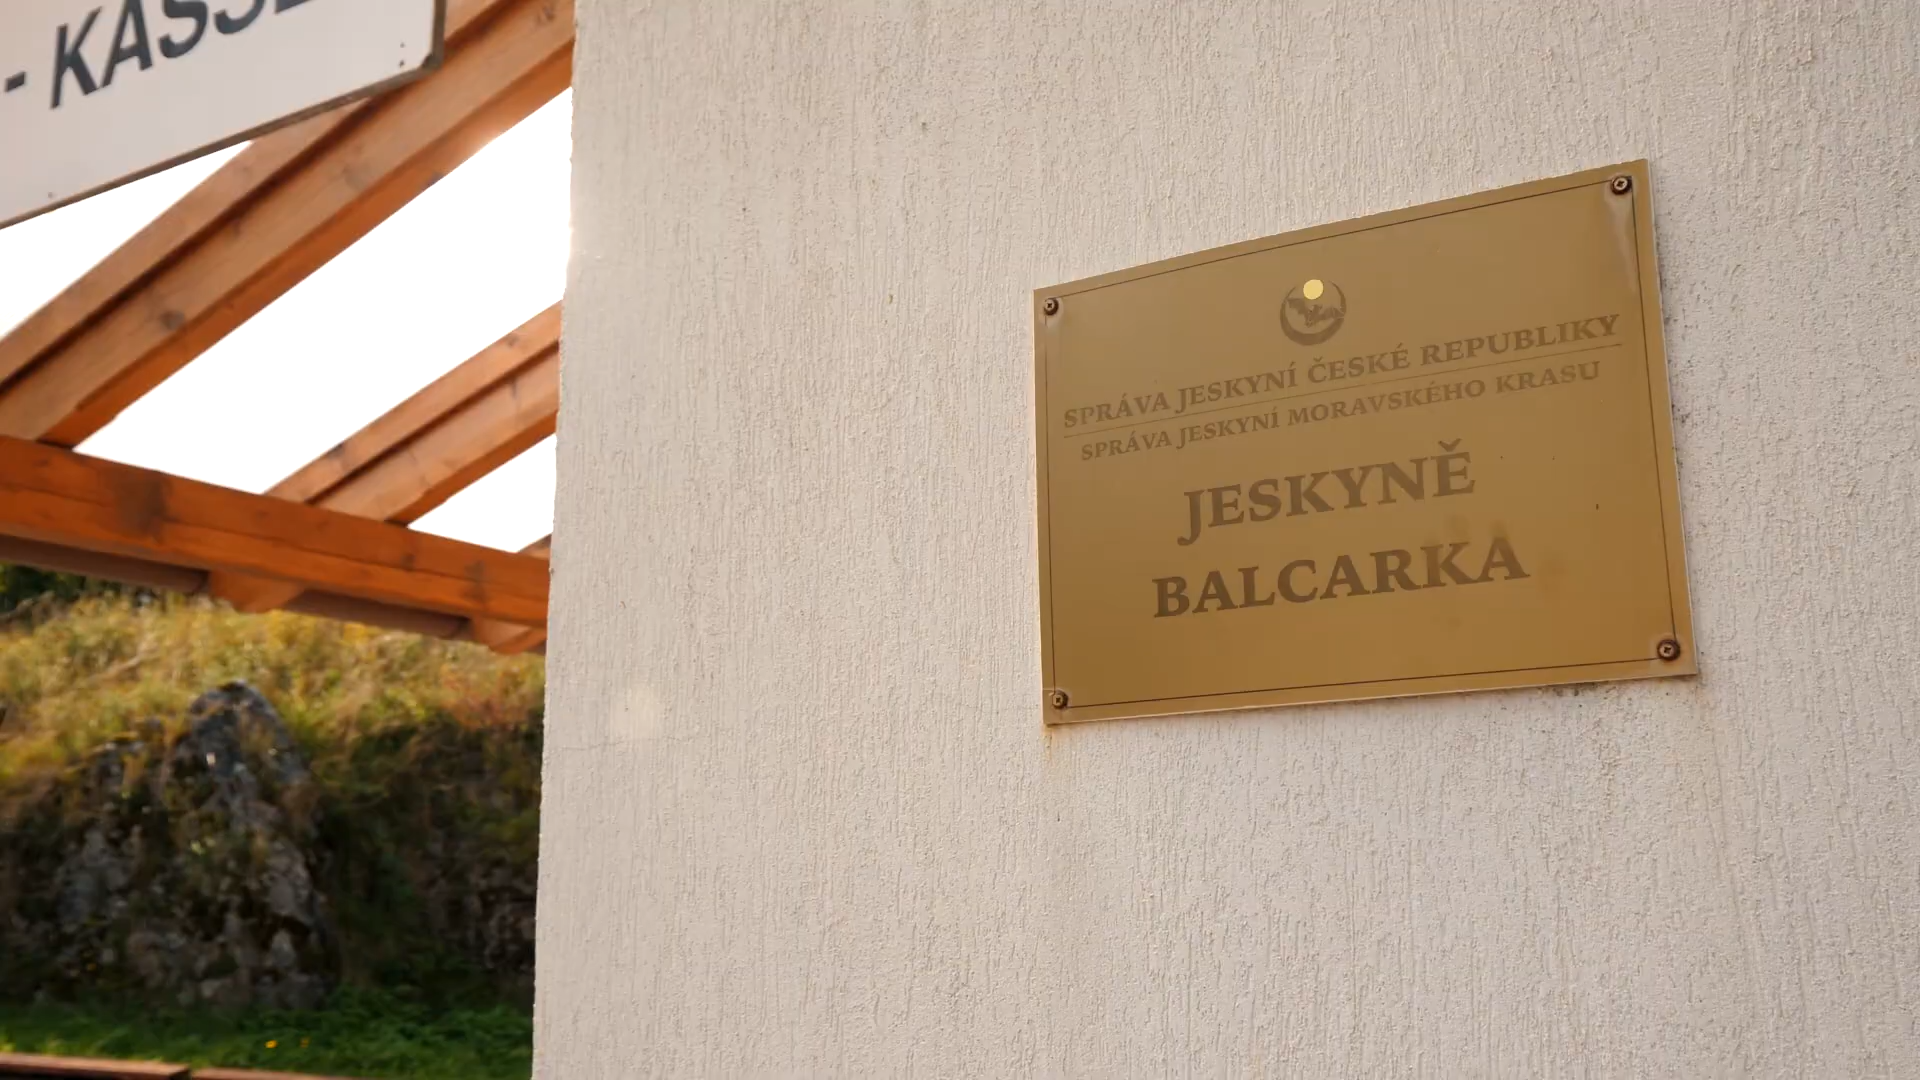 - KASSE
SPRÁVA JESKYNÍ ČESKÉ REPUBLIKY
SPRÁVA JESKYNÍ MORAVSKÉHO KRASU
JESKYNĚ
BALCARKA